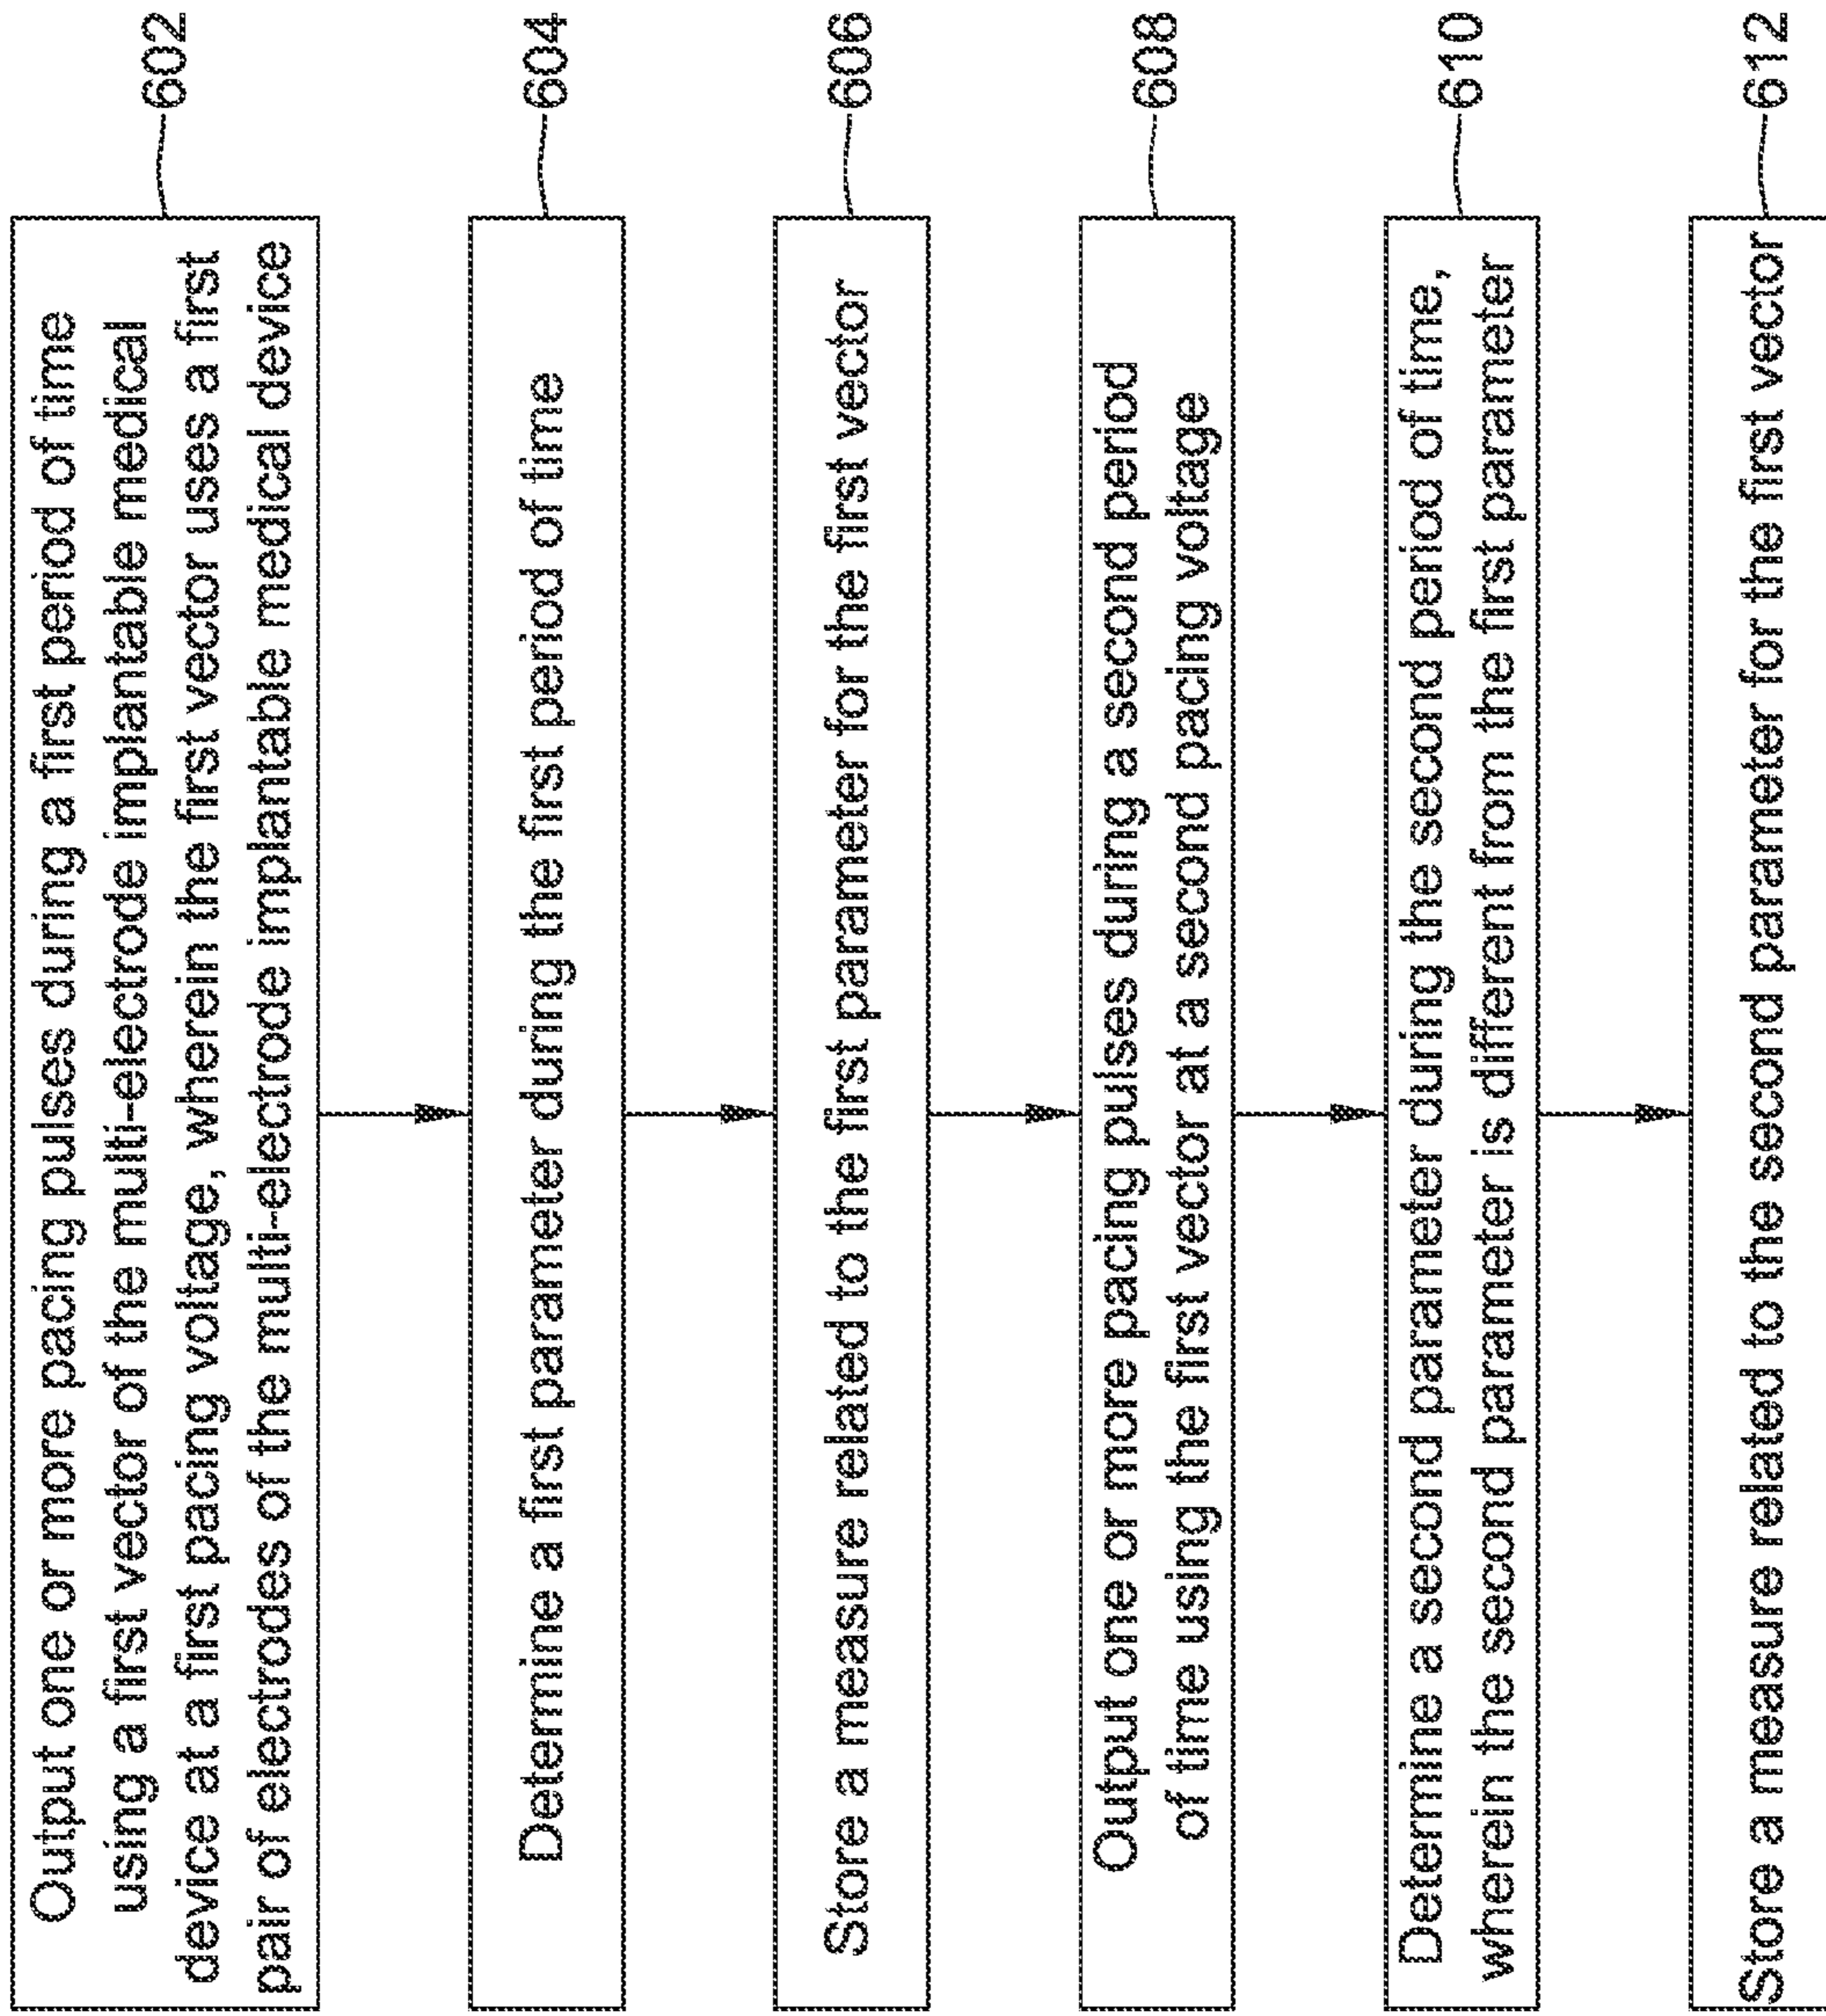 Output one or more pacing pulses during a first period of time
using a first vector of the multi-electrode implantable medical
device at a first pacing voltage, wherein the first vector uses a first
pair of electrodes of the multi-electrode implantable medical device
602
Determine a first parameter during the first period of time
604
Store a measure related to the first parameter for the first vector
606
Output one or more pacing pulses during a second period
of time using the first vector at a second pacing voltage
608
Determine a second parameter during the second period of time,
wherein the second parameter is different from the first parameter
610
Store a measure related to the second parameter for the first vector
612